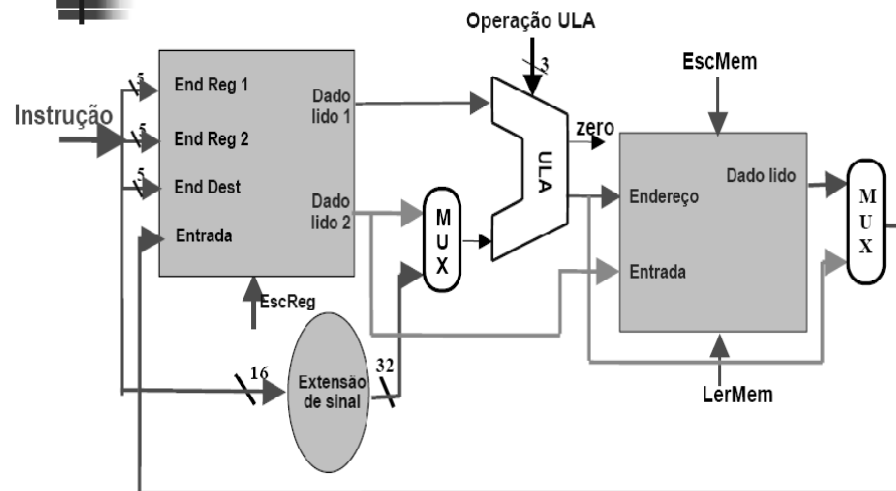 Operação ULA
3
EscMem
5
End Reg 1
Dado
lido 1
Instrução
5
End Reg 2
zero
5
End Dest
ULA
Dado lido
Dado
lido 2
M
U
X
Endereço
M
U
X
Entrada
Entrada
EscReg
16
Extensão
de sinal
32
LerMem